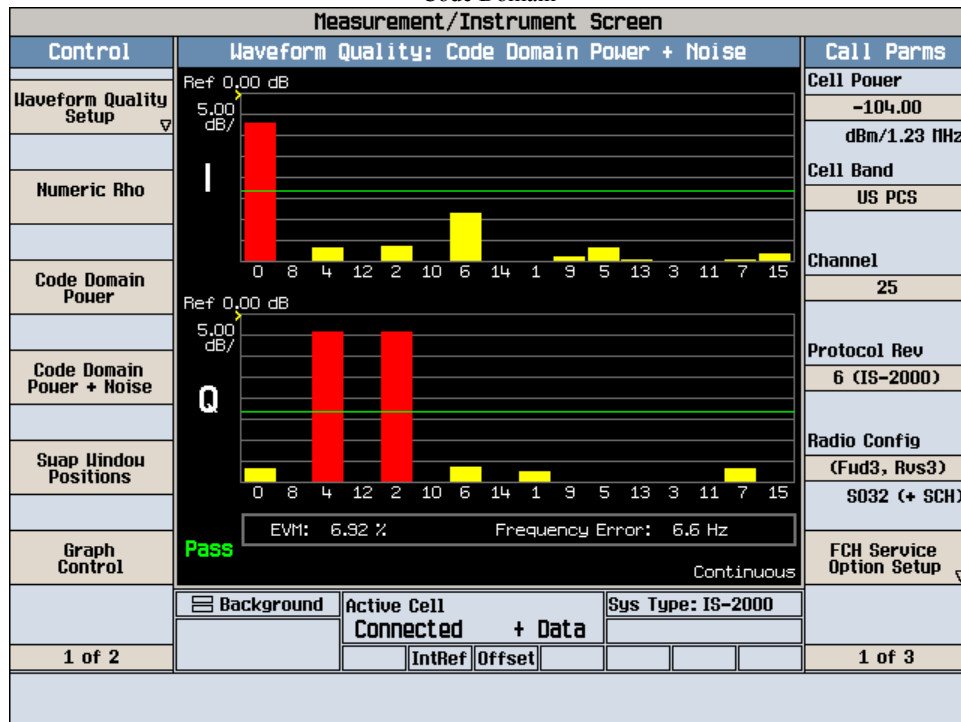 Measurement/Instrument Screen
Control
Waveform Quality: Code Domain Power + Noise
Call Parms
Waveform Quality
Setup
Numeric Rho
Code Domain
Power
Code Domain
Power + Noise
Swap Window
Positions
Graph
Control
1 of 2
Ref 0.00 dB
5.00
dB/
I
0 8 4 12 2 10 6 14 1 9 5 13 3 11 7 15
Ref 0.00 dB
5.00
dB/
Q
0 8 4 12 2 10 6 14 1 9 5 13 3 11 7 15
EVM: 6.92 % Frequency Error: 6.6 Hz
Pass
Continuous
Background
Active Cell
Connected + Data
Sys Type: IS-2000
IntRef Offset
Cell Power
-104.00
dBm/1.23 MHz
Cell Band
US PCS
Channel
25
Protocol Rev
6 (IS-2000)
Radio Config
(Fwd3, Rvs3)
SO32 (+ SCH)
FCH Service
Option Setup
1 of 3